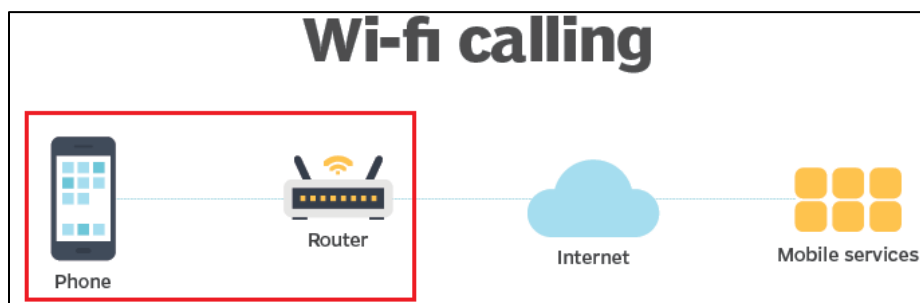 Wi-fi calling
Phone
Router
Internet
Mobile services